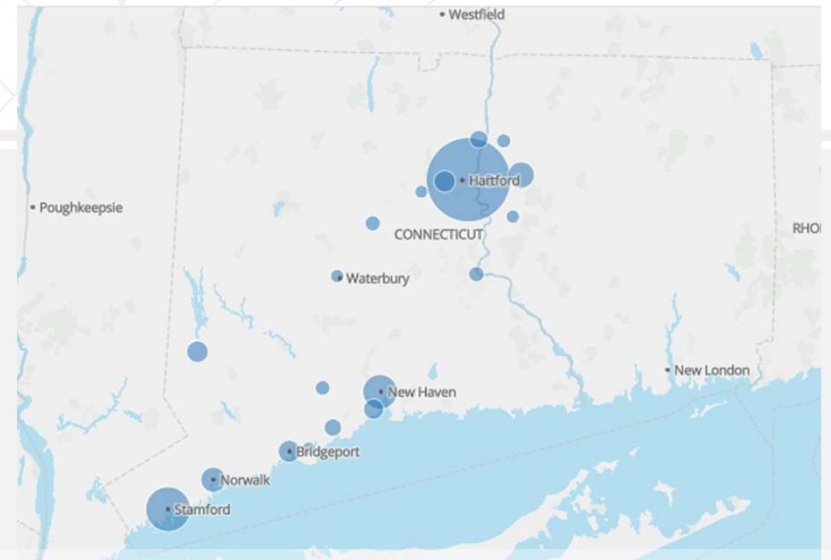 Westfield
Hartford
Poughkeepsie
CONNECTICUT
RHO
Waterbury
New London
New Haven
Bridgeport
Norwalk
Stamford